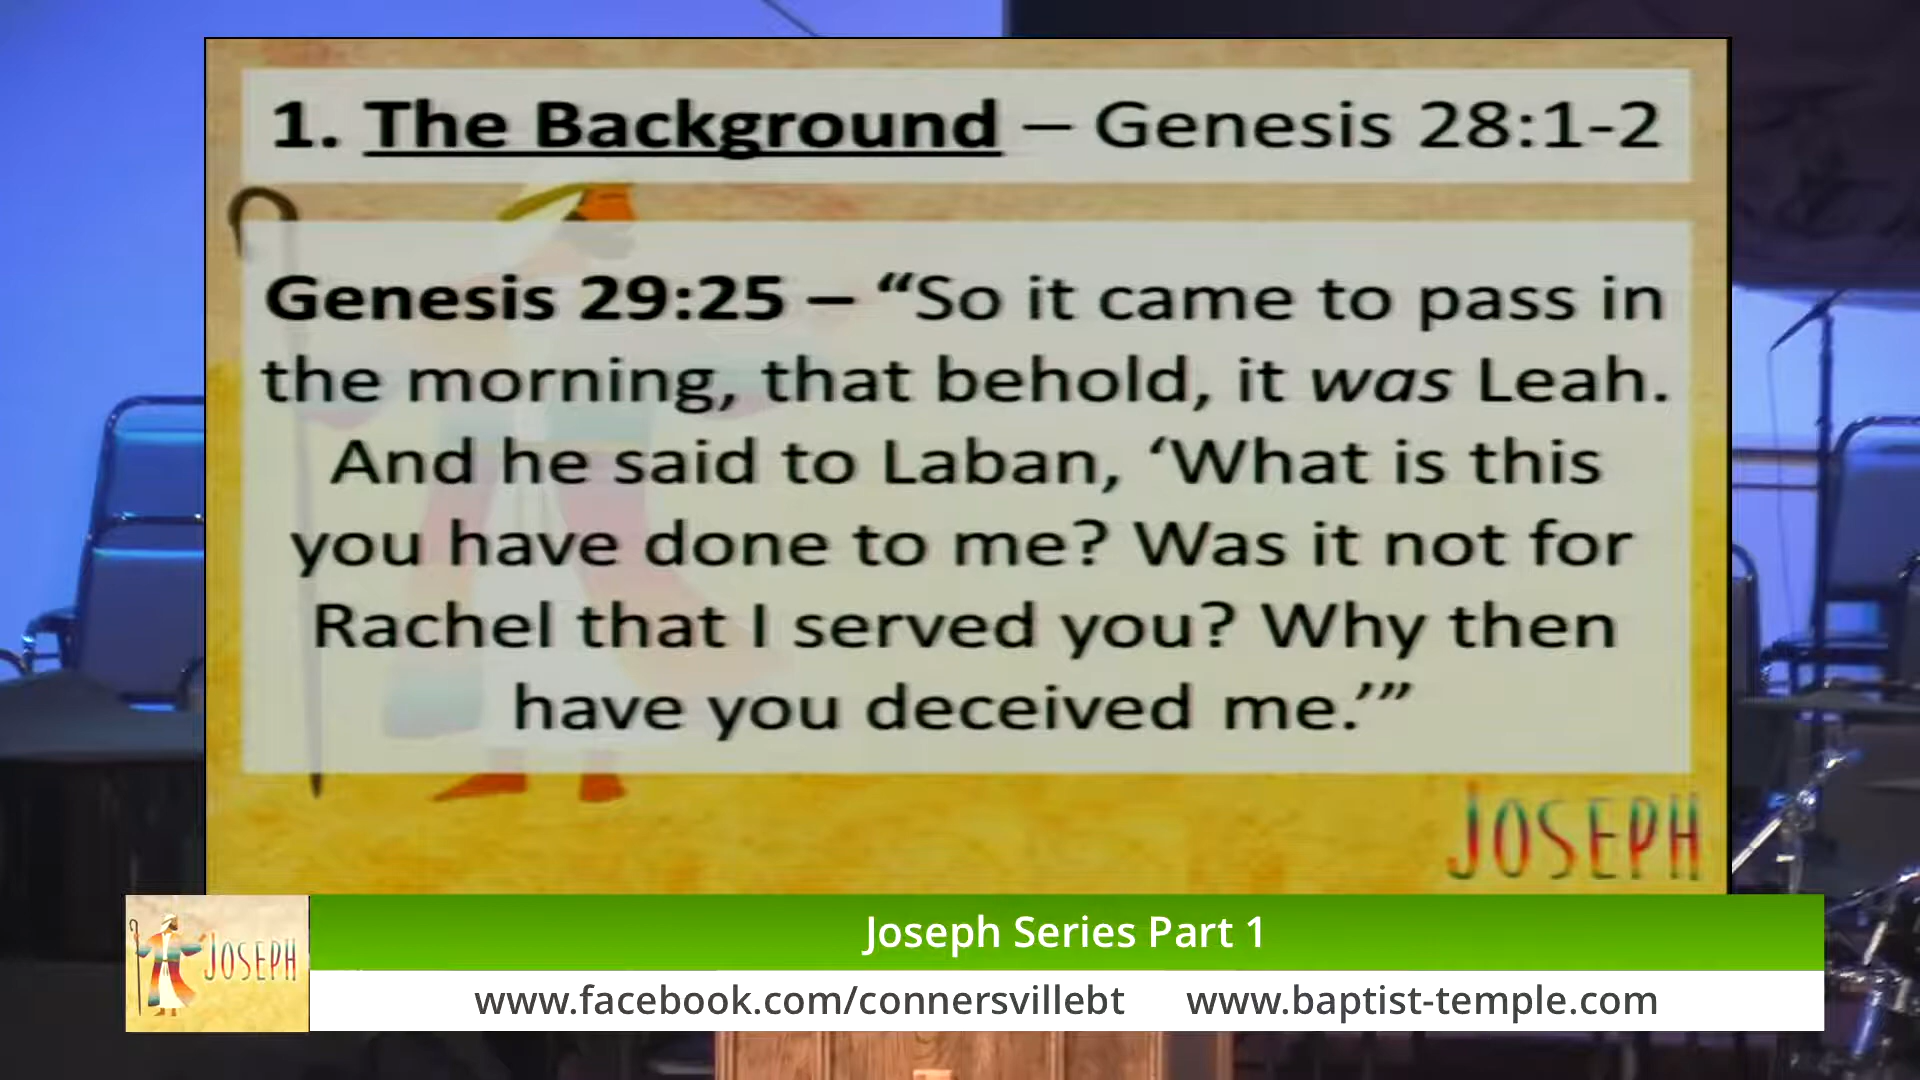 1. The Background – Genesis 28:1-2
Genesis 29:25 – “So it came to pass in
the morning, that behold, it was Leah.
And he said to Laban, ‘What is this
you have done to me? Was it not for
Rachel that I served you? Why then
have you deceived me.’”
JOSEPH
JOSEPH
Joseph Series Part 1
www.facebook.com/connersvillebt www.baptist-temple.com